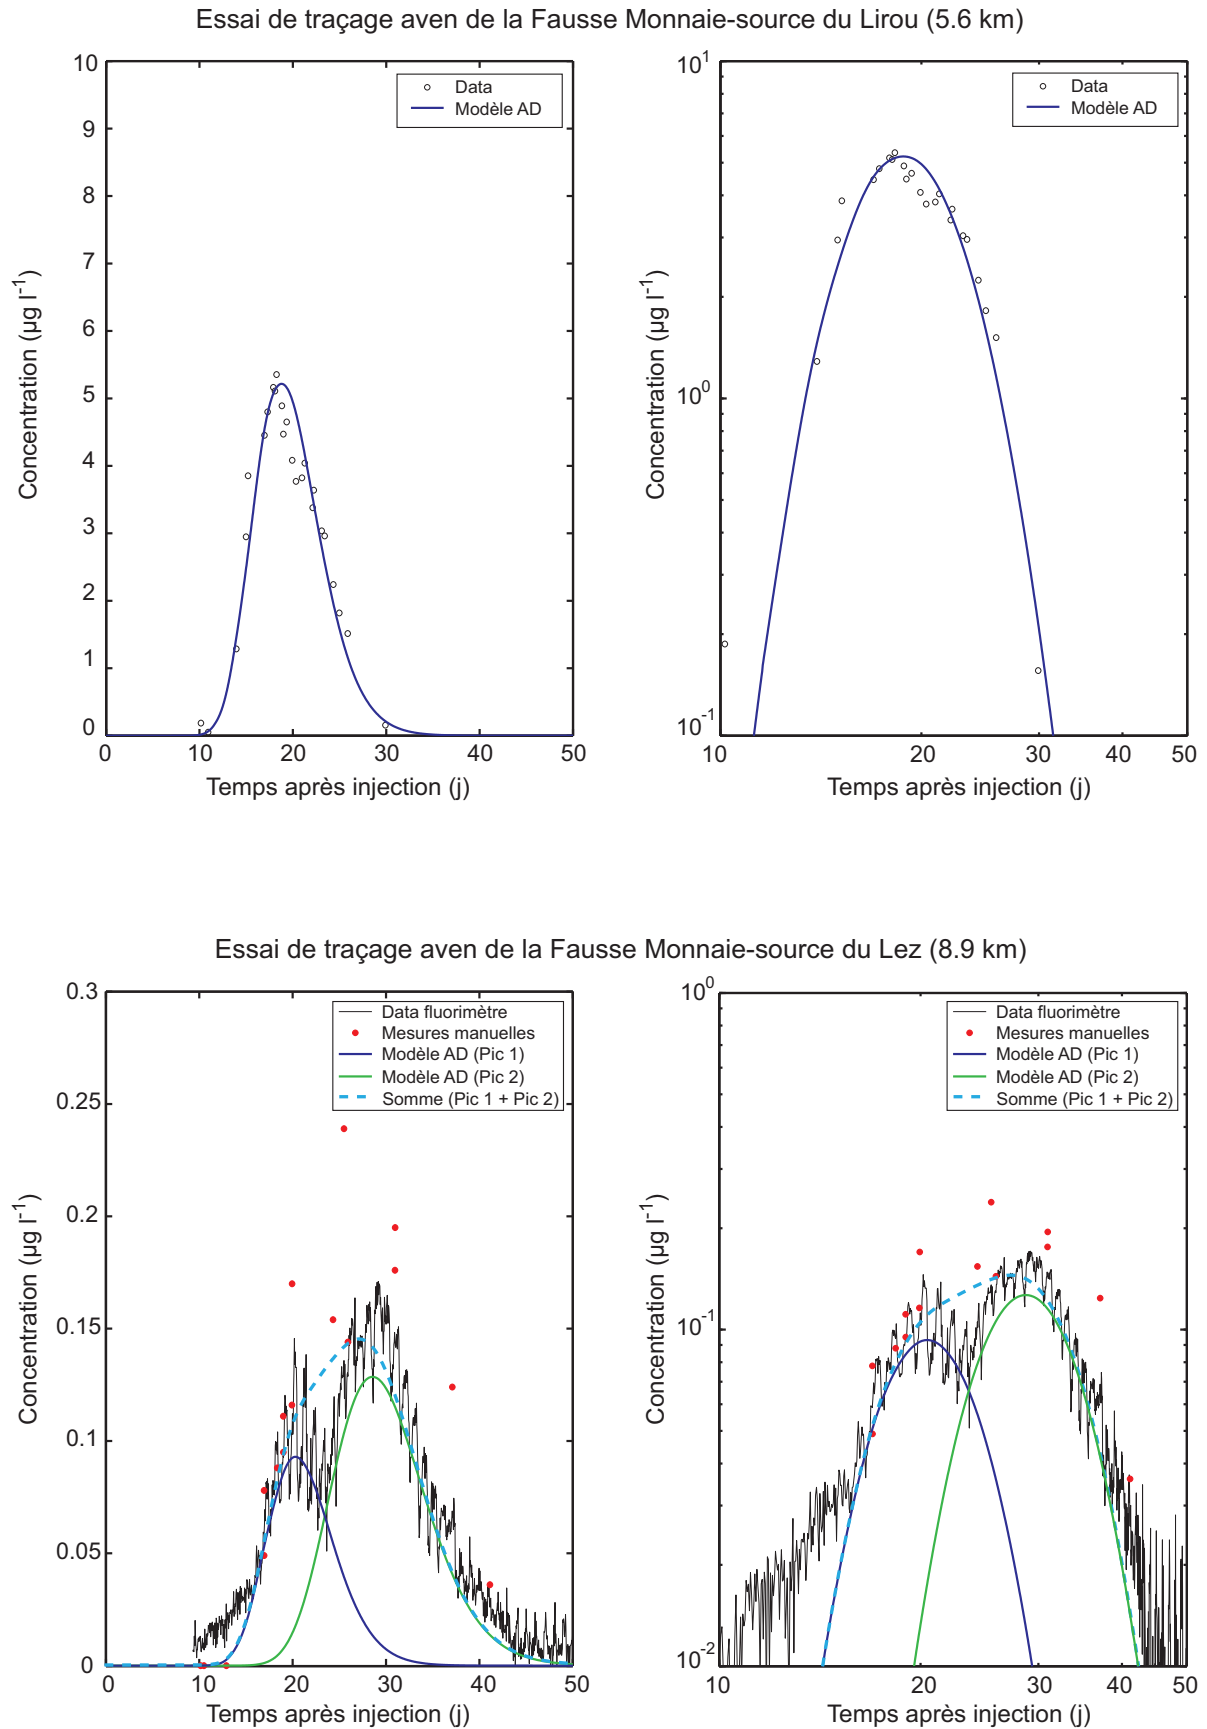 Essai de traçage aven de la Fausse Monnaie-source du Lirou (5.6 km)
10
9
8
7
6
5
4
3
2
1
0
Concentration (µg l-1)
Data
Modèle AD
0 10 20 30 40 50
Temps après injection (j)
10^1
10^0
10^-1
Concentration (µg l-1)
Data
Modèle AD
10 20 30 40 50
Temps après injection (j)
Essai de traçage aven de la Fausse Monnaie-source du Lez (8.9 km)
0.3
0.25
0.2
0.15
0.1
0.05
0
Concentration (µg l-1)
Data fluorimètre
Mesures manuelles
Modèle AD (Pic 1)
Modèle AD (Pic 2)
Somme (Pic 1 + Pic 2)
0 10 20 30 40 50
Temps après injection (j)
10^0
10^-1
10^-2
Concentration (µg l-1)
Data fluorimètre
Mesures manuelles
Modèle AD (Pic 1)
Modèle AD (Pic 2)
Somme (Pic 1 + Pic 2)
10 20 30 40 50
Temps après injection (j)